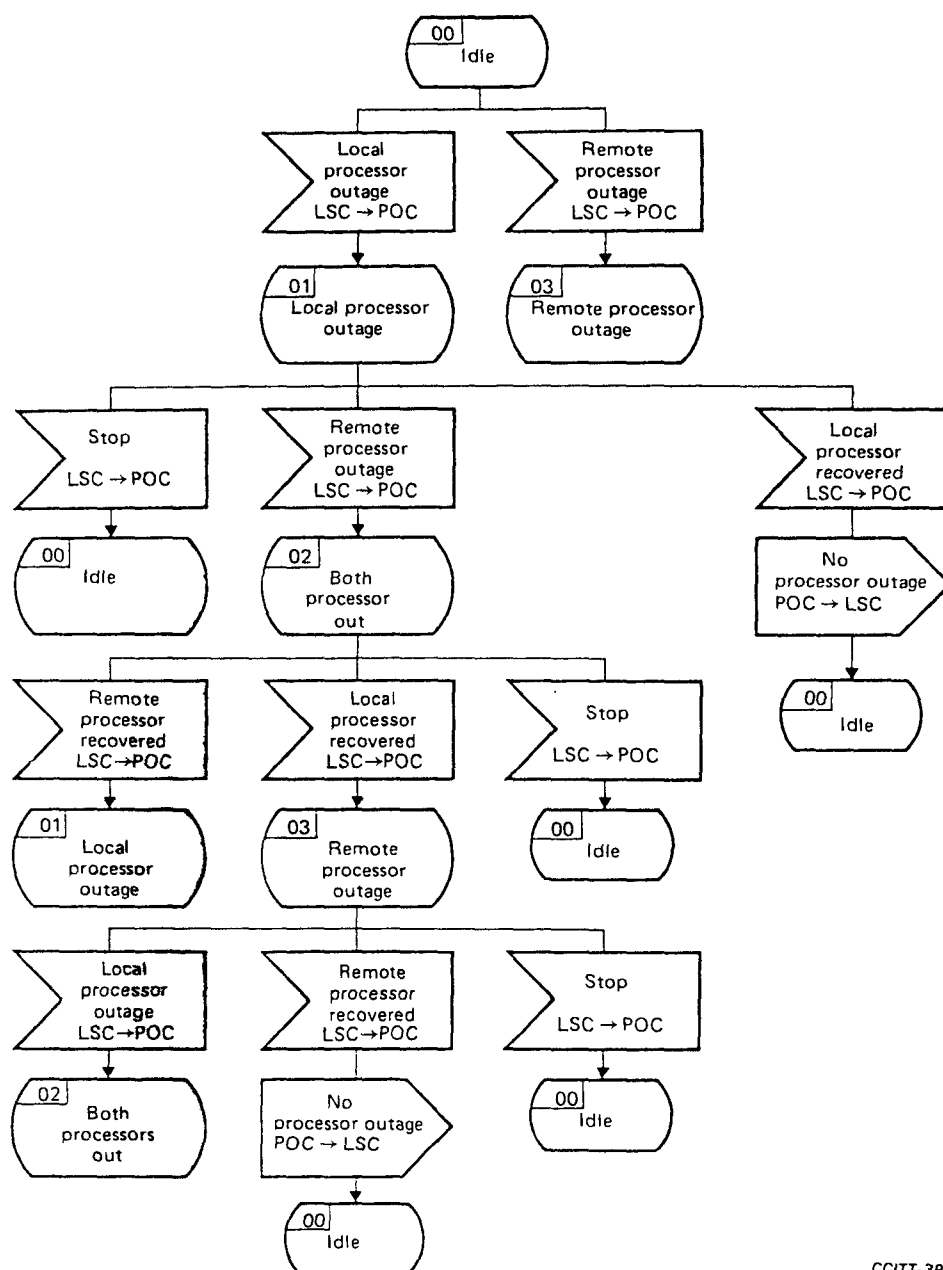 00
Idle
Local
processor
outage
LSC → POC
Remote
processor
outage
LSC → POC
01
Local processor
outage
03
Remote processor
outage
Stop
LSC → POC
Remote
processor
outage
LSC → POC
Local
processor
recovered
LSC → POC
00
Idle
02
Both
processor
out
No
processor outage
POC → LSC
00
Idle
Remote
processor
recovered
LSC→POC
Local
processor
recovered
LSC→POC
Stop
LSC → POC
01
Local
processor
outage
03
Remote
processor
outage
00
Idle
Local
processor
outage
LSC→POC
Remote
processor
recovered
LSC→POC
Stop
LSC → POC
02
Both
processors
out
No
processor outage
POC → LSC
00
Idle
00
Idle